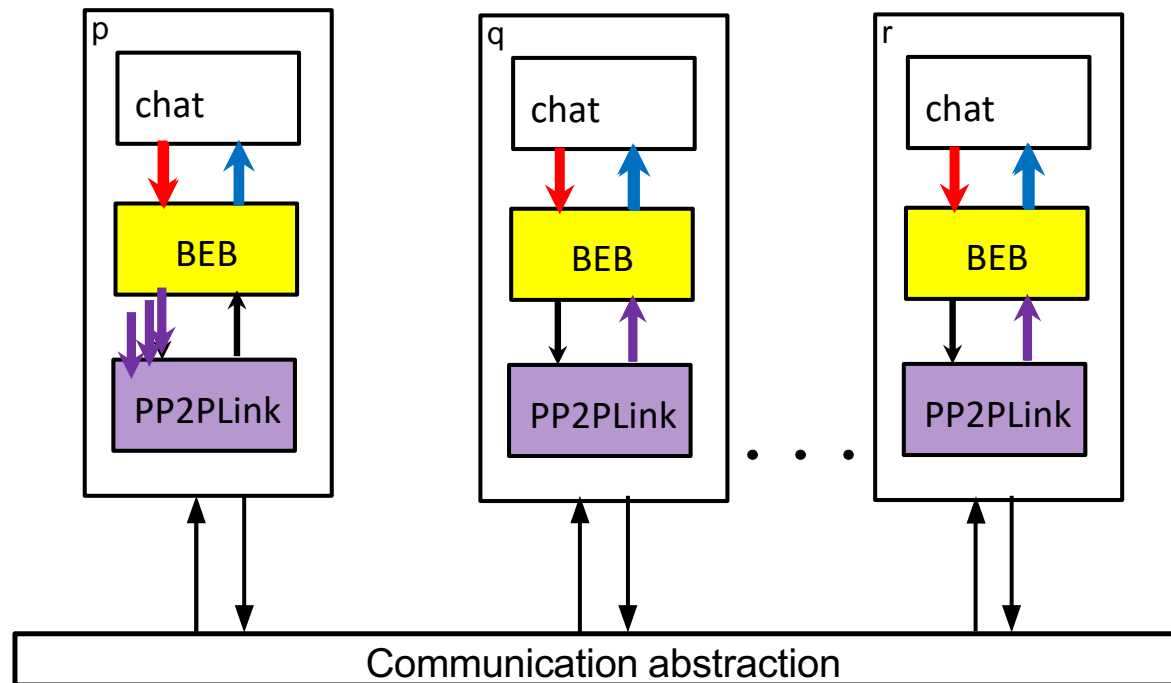 p
chat
BEB
PP2PLink
q
chat
BEB
PP2PLink
. . .
r
chat
BEB
PP2PLink
Communication abstraction